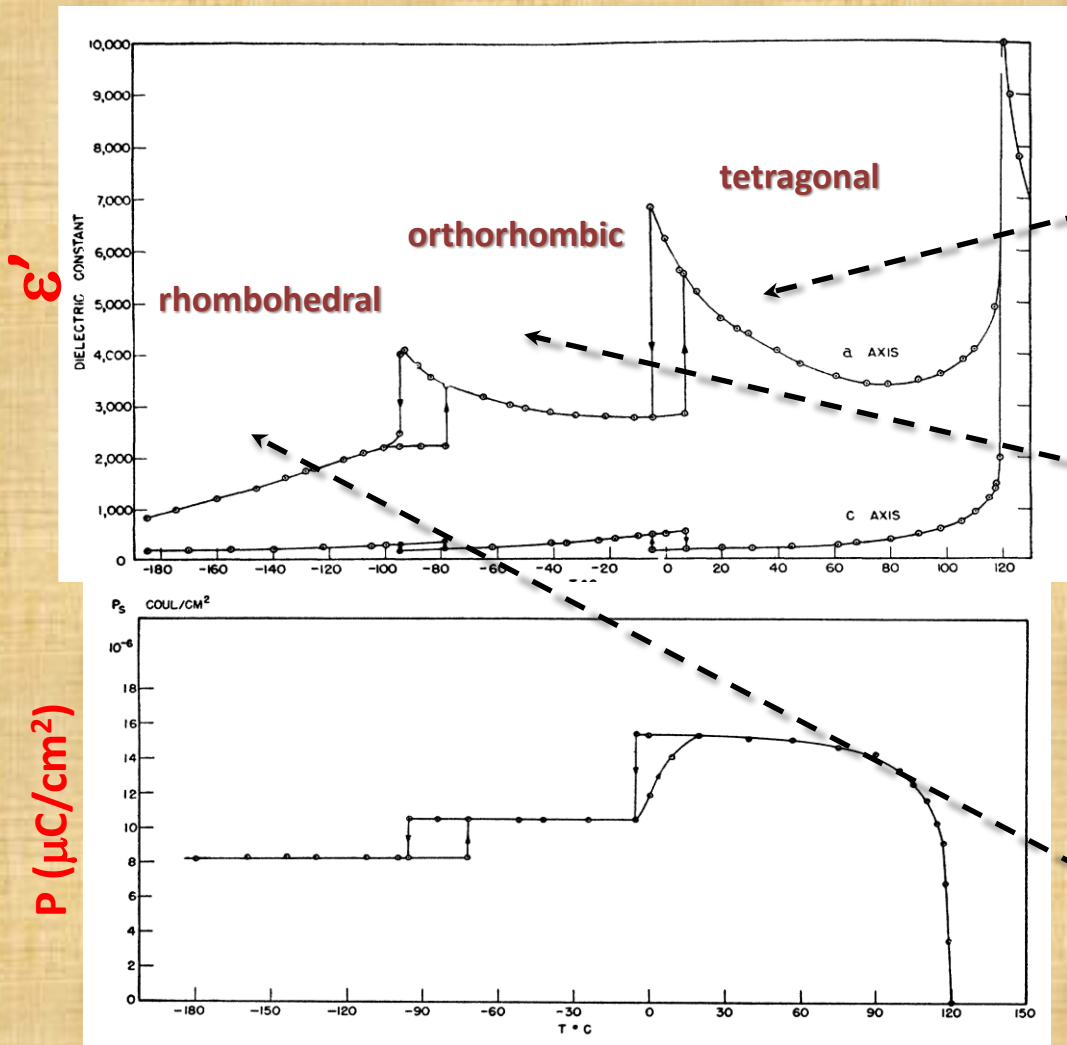 10,000
9,000
8,000
7,000
6,000
5,000
4,000
3,000
2,000
1,000
0
DIELECTRIC CONSTANT
ε′
tetragonal
orthorhombic
rhombohedral
a AXIS
C AXIS
-180 -160 -140 -120 -100 -80 -60 -40 -20 0 20 40 60 80 100 120
Ps COUL/CM²
10⁻⁶
18
16
14
12
10
8
6
4
2
0
P (μC/cm²)
-180 -150 -120 -90 -60 -30 0 30 60 90 120 150
T °C